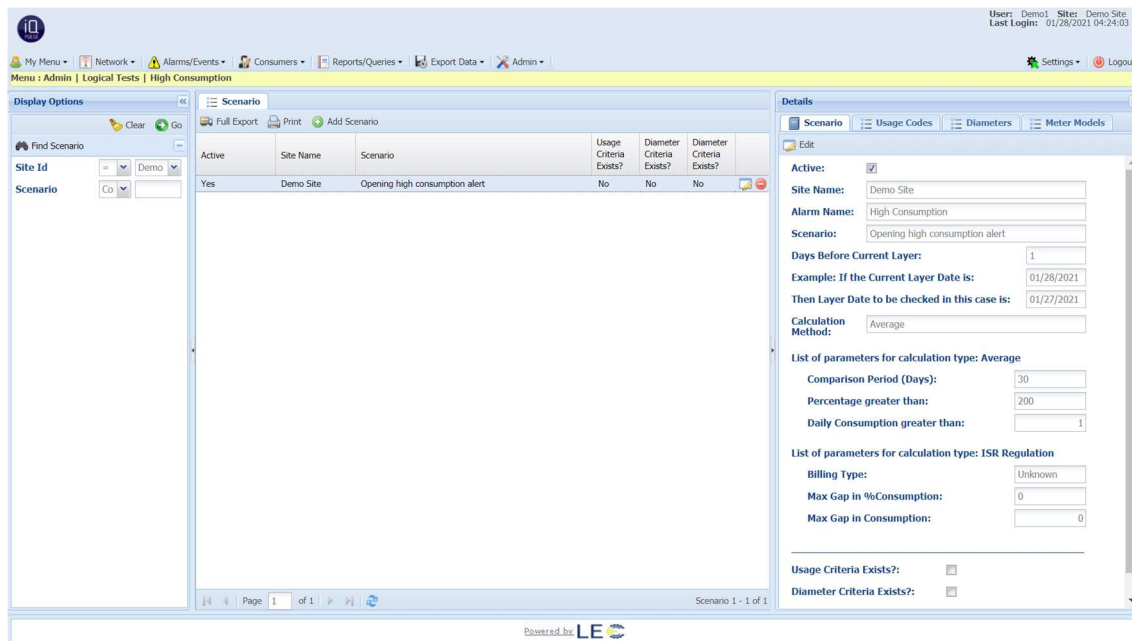 User: Demo1 Site: Demo Site
Last Login: 01/28/2021 04:24:03
iQ
PULSE
My Menu Network Alarms/Events Consumers Reports/Queries Export Data Admin Settings Logou
Menu : Admin | Logical Tests | High Consumption
Display Options
Clear Go
Find Scenario
Site Id = Demo
Scenario Co
Scenario
Full Export Print Add Scenario
Active Site Name Scenario Usage Criteria Exists? Diameter Criteria Exists? Diameter Criteria Exists?
Yes Demo Site Opening high consumption alert No No No
Page 1 of 1
Scenario 1 - 1 of 1
Details
Scenario Usage Codes Diameters Meter Models
Edit
Active:
Site Name: Demo Site
Alarm Name: High Consumption
Scenario: Opening high consumption alert
Days Before Current Layer: 1
Example: If the Current Layer Date is: 01/28/2021
Then Layer Date to be checked in this case is: 01/27/2021
Calculation Method: Average
List of parameters for calculation type: Average
Comparison Period (Days): 30
Percentage greater than: 200
Daily Consumption greater than: 1
List of parameters for calculation type: ISR Regulation
Billing Type: Unknown
Max Gap in %Consumption: 0
Max Gap in Consumption: 0
Usage Criteria Exists?:
Diameter Criteria Exists?:
Powered by